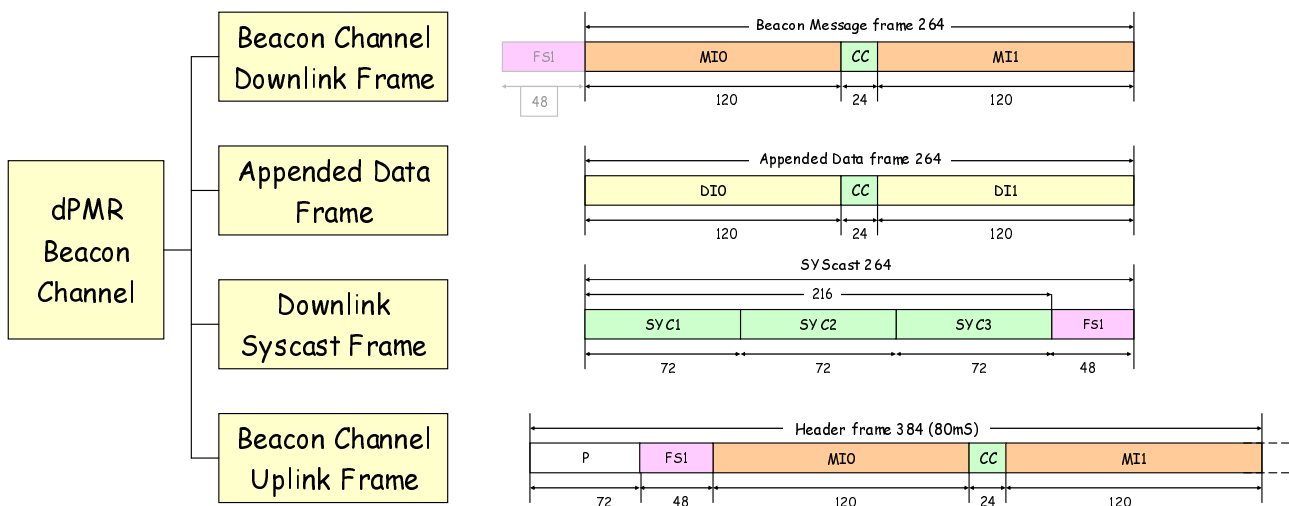 dPMR
Beacon
Channel
Beacon Channel
Downlink Frame
Beacon Message frame 264
FS1
MI0
CC
MI1
48
120
24
120
Appended Data
Frame
Appended Data frame 264
DI0
CC
DI1
120
24
120
Downlink
Syscast Frame
SYScast 264
216
SYC1
SYC2
SYC3
FS1
72
72
72
48
Beacon Channel
Uplink Frame
Header frame 384 (80mS)
P
FS1
MI0
CC
MI1
72
48
120
24
120